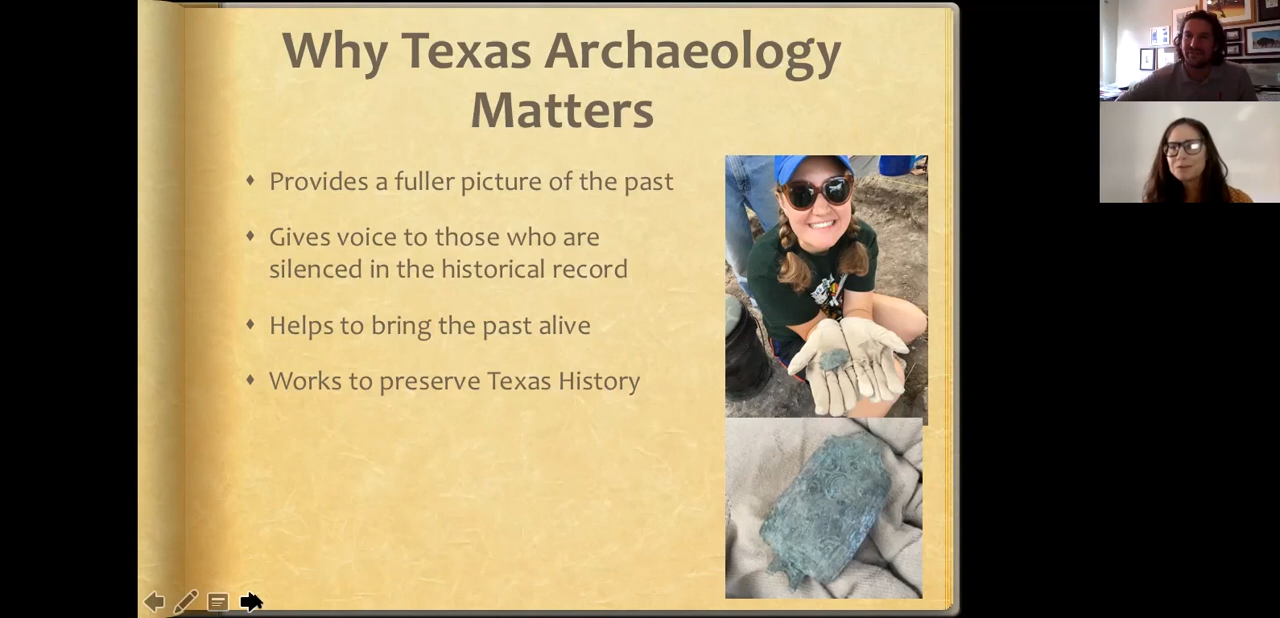 Why Texas Archaeology
Matters
Provides a fuller picture of the past
Gives voice to those who are
silenced in the historical record
Helps to bring the past alive
Works to preserve Texas History